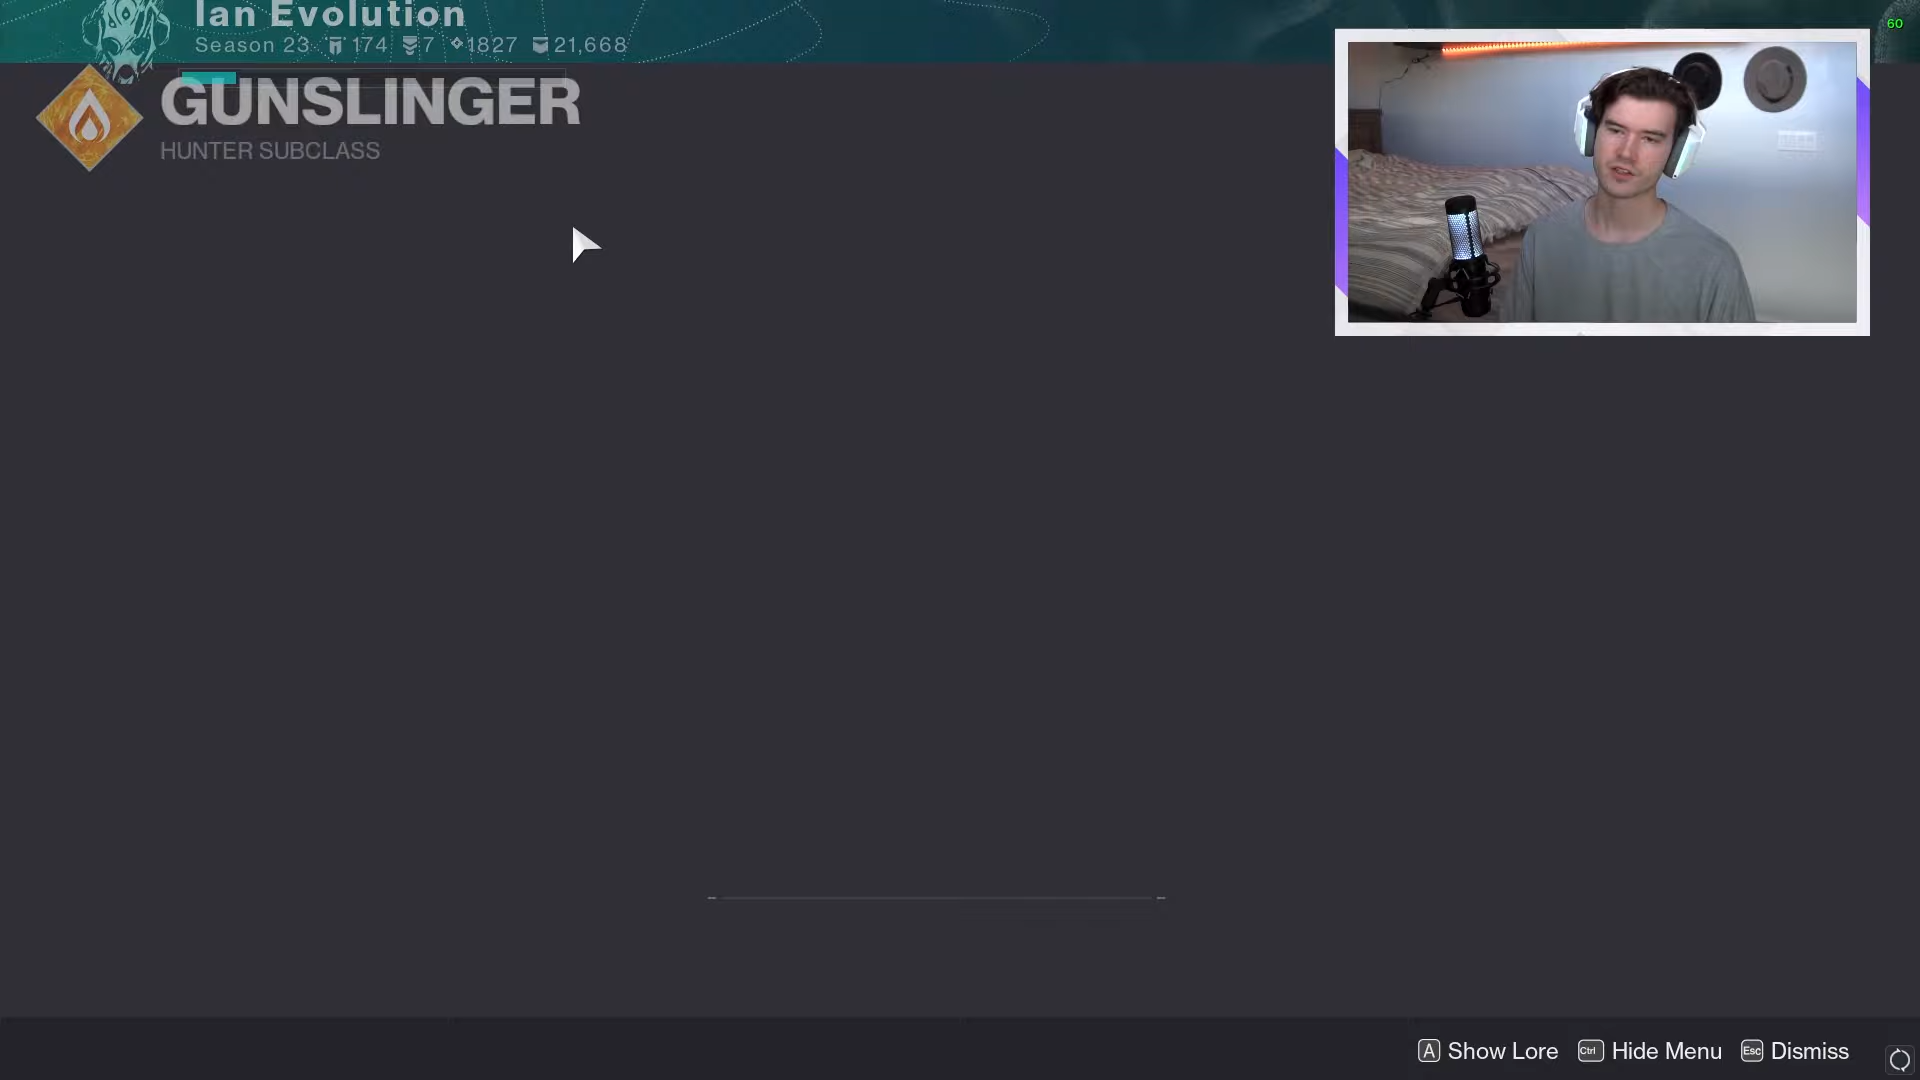 Ian Evolution
Season 23 174 7 1827 21,668
60
GUNSLINGER
HUNTER SUBCLASS
A Show Lore Ctrl Hide Menu Esc Dismiss